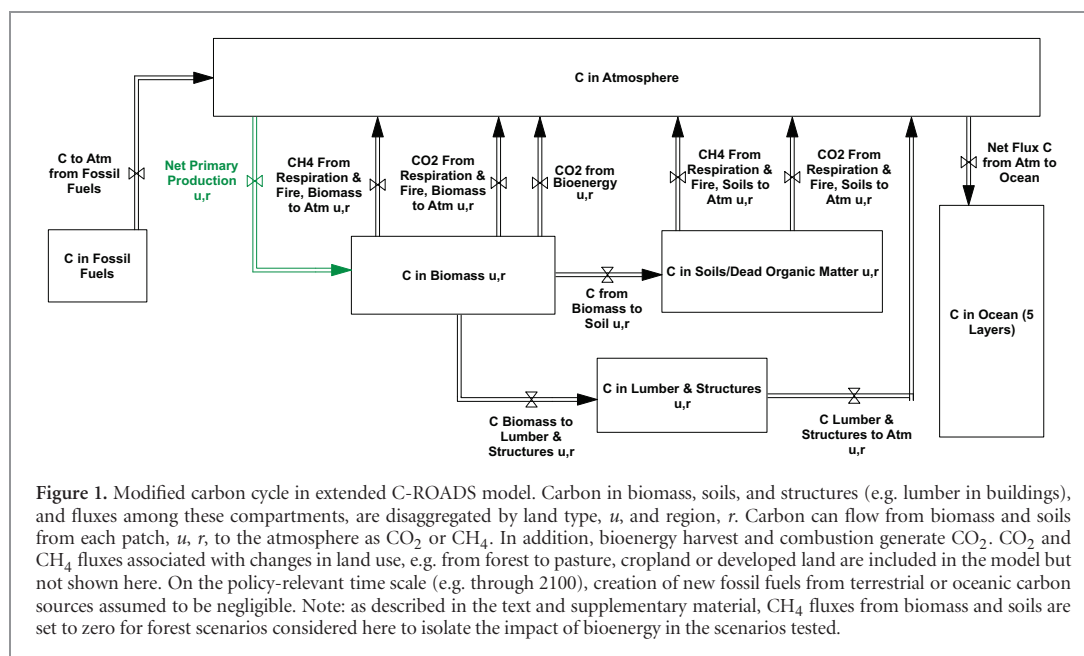 C in Atmosphere
C to Atm
from Fossil
Fuels
Net Primary
Production
u,r
CH4 From
Respiration &
Fire, Biomass
to Atm u,r
CO2 From
Respiration &
Fire, Biomass
to Atm u,r
CO2 from
Bioenergy
u,r
CH4 From
Respiration &
Fire, Soils to
Atm u,r
CO2 From
Respiration &
Fire, Soils to
Atm u,r
Net Flux C
from Atm to
Ocean
C in Fossil
Fuels
C in Biomass u,r
C from
Biomass to
Soil u,r
C in Soils/Dead Organic Matter u,r
C in Ocean (5
Layers)
C in Lumber & Structures
u,r
C Biomass to
Lumber &
Structures u,r
C Lumber &
Structures to Atm
u,r
Figure 1. Modified carbon cycle in extended C-ROADS model. Carbon in biomass, soils, and structures (e.g. lumber in buildings),
and fluxes among these compartments, are disaggregated by land type, u, and region, r. Carbon can flow from biomass and soils
from each patch, u, r, to the atmosphere as CO₂ or CH₄. In addition, bioenergy harvest and combustion generate CO₂. CO₂ and
CH₄ fluxes associated with changes in land use, e.g. from forest to pasture, cropland or developed land are included in the model but
not shown here. On the policy-relevant time scale (e.g. through 2100), creation of new fossil fuels from terrestrial or oceanic carbon
sources assumed to be negligible. Note: as described in the text and supplementary material, CH₄ fluxes from biomass and soils are
set to zero for forest scenarios considered here to isolate the impact of bioenergy in the scenarios tested.